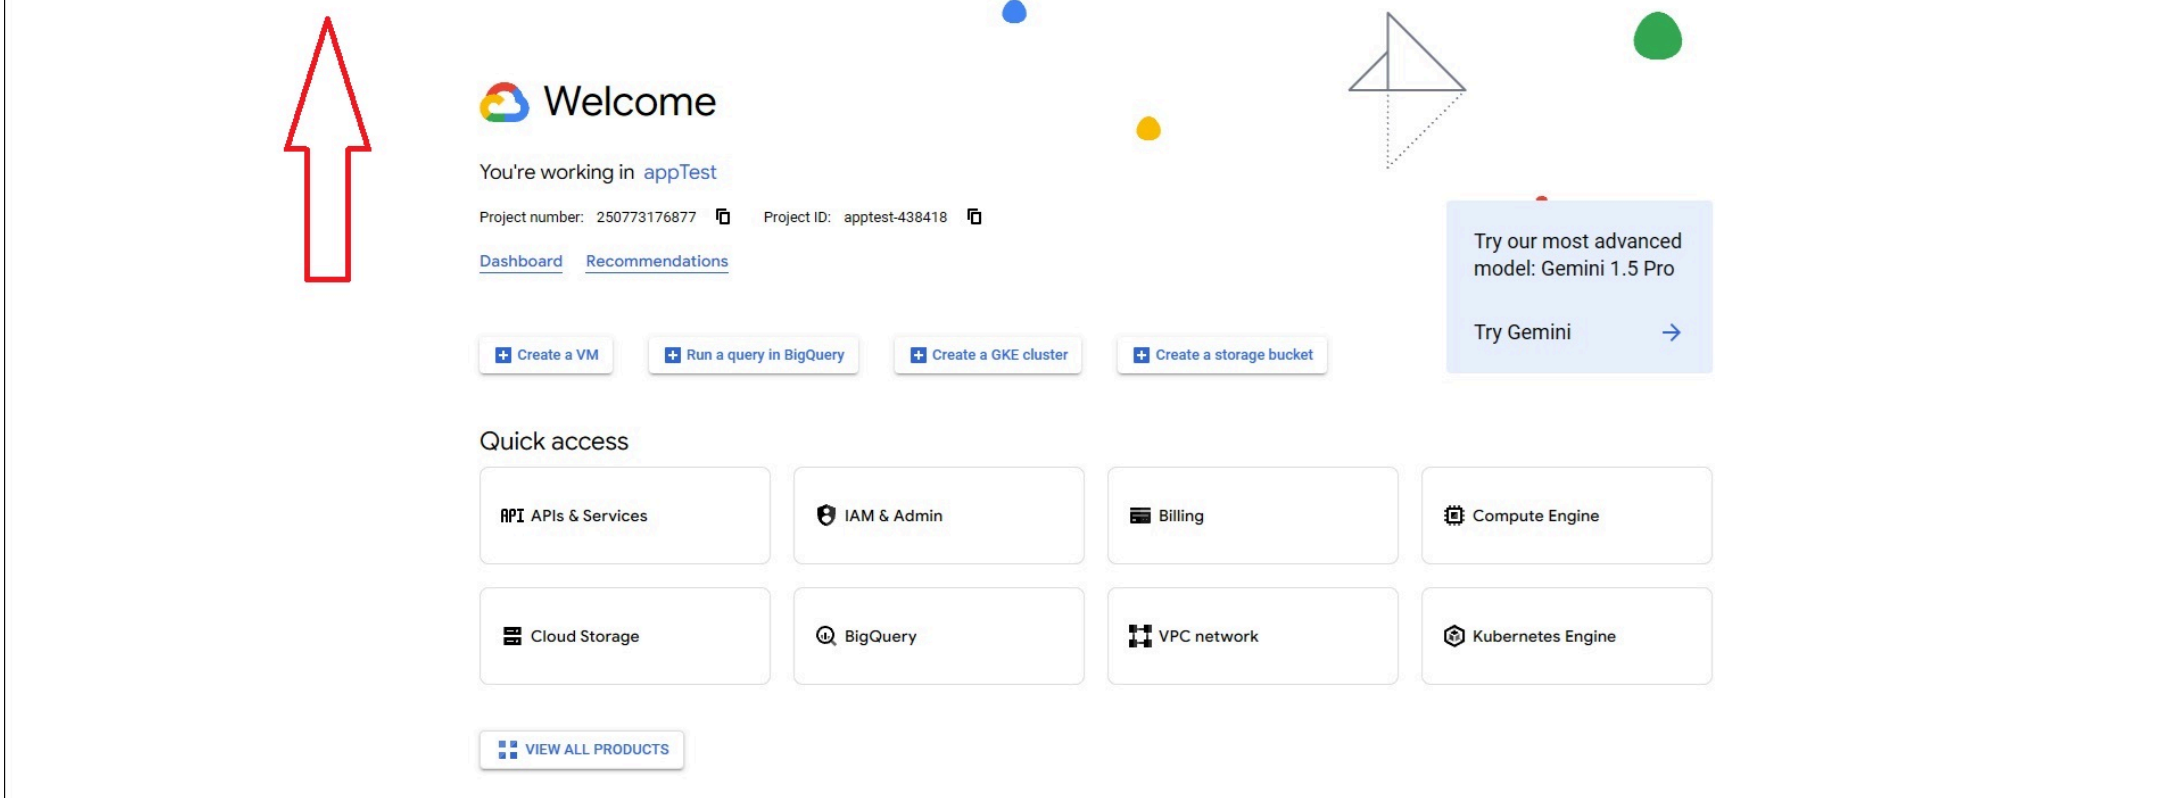 Welcome
You're working in appTest
Project number: 250773176877 Project ID: apptest-438418
Dashboard Recommendations
Try our most advanced
model: Gemini 1.5 Pro
Try Gemini
Create a VM Run a query in BigQuery Create a GKE cluster Create a storage bucket
Quick access
API APIs & Services IAM & Admin Billing Compute Engine
Cloud Storage BigQuery VPC network Kubernetes Engine
VIEW ALL PRODUCTS